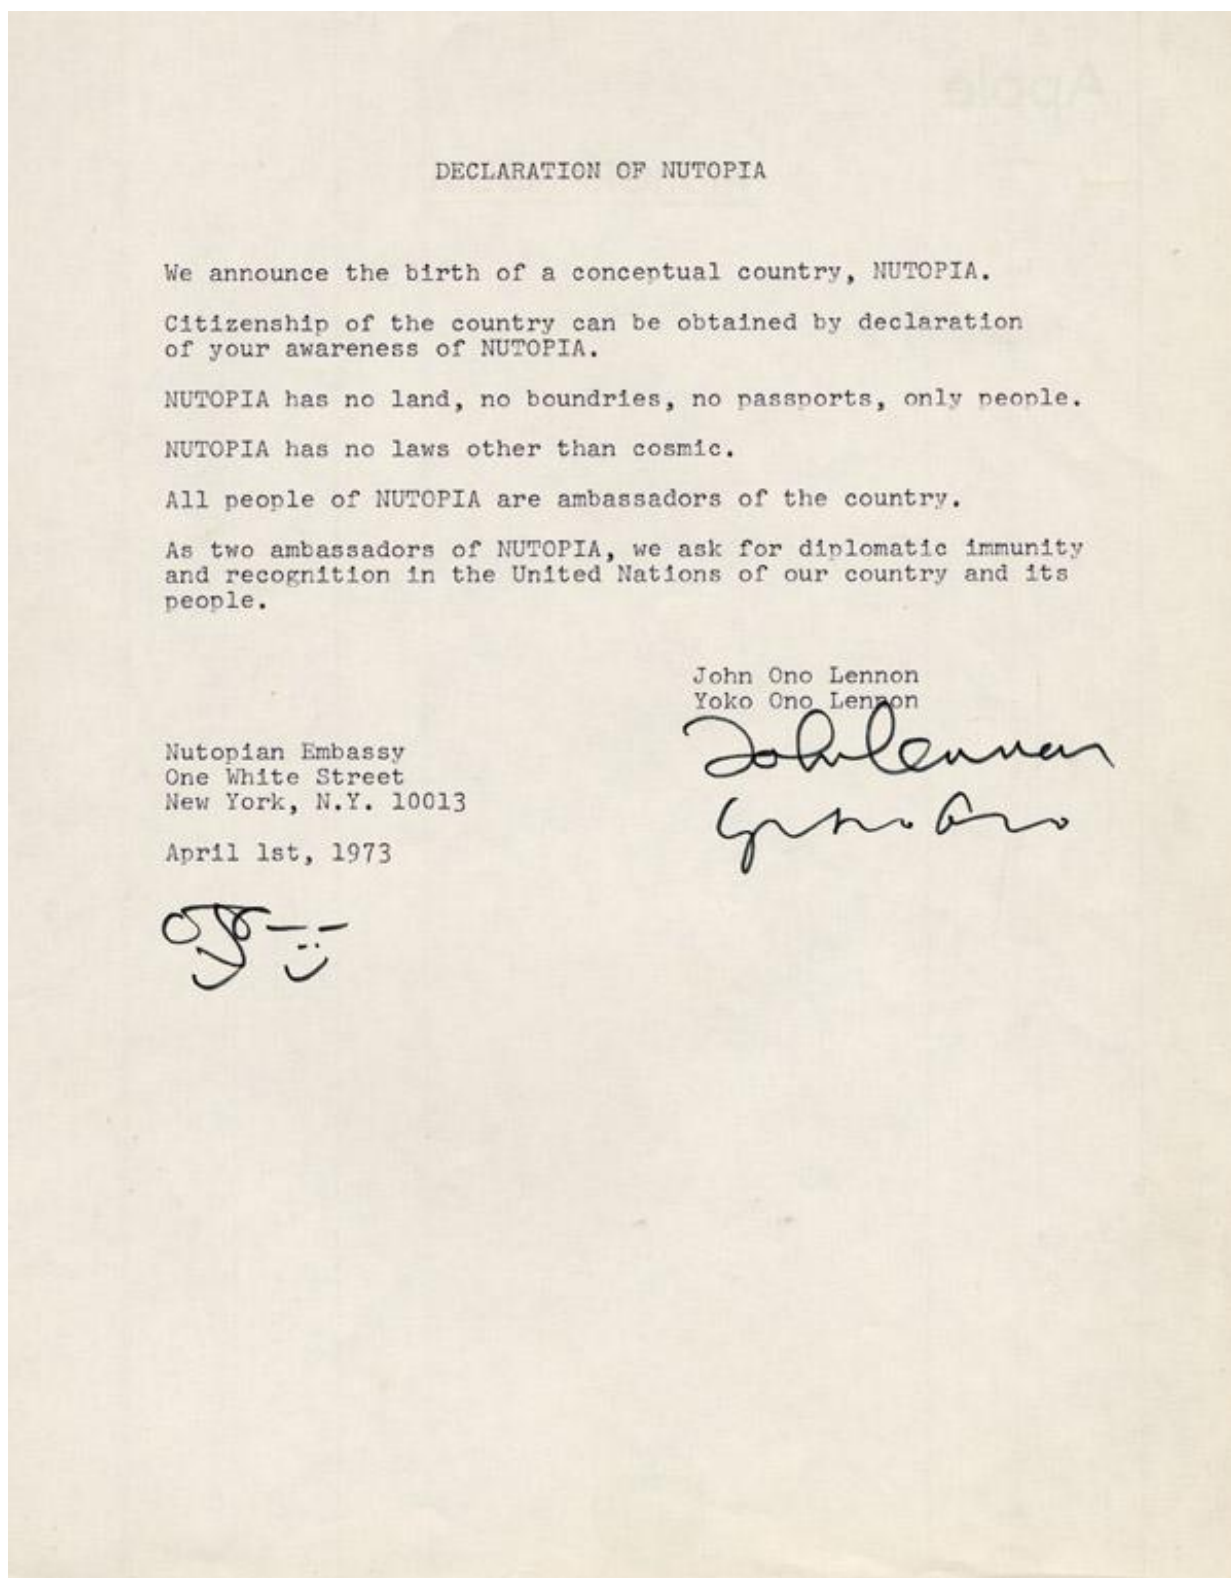 Apple
DECLARATION OF NUTOPIA
We announce the birth of a conceptual country, NUTOPIA.
Citizenship of the country can be obtained by declaration
of your awareness of NUTOPIA.
NUTOPIA has no land, no boundries, no passports, only people.
NUTOPIA has no laws other than cosmic.
All people of NUTOPIA are ambassadors of the country.
As two ambassadors of NUTOPIA, we ask for diplomatic immunity
and recognition in the United Nations of our country and its
people.
John Ono Lennon
Yoko Ono Lennon
John Lennon
Yoko Ono
Nutopian Embassy
One White Street
New York, N.Y. 10013
April 1st, 1973